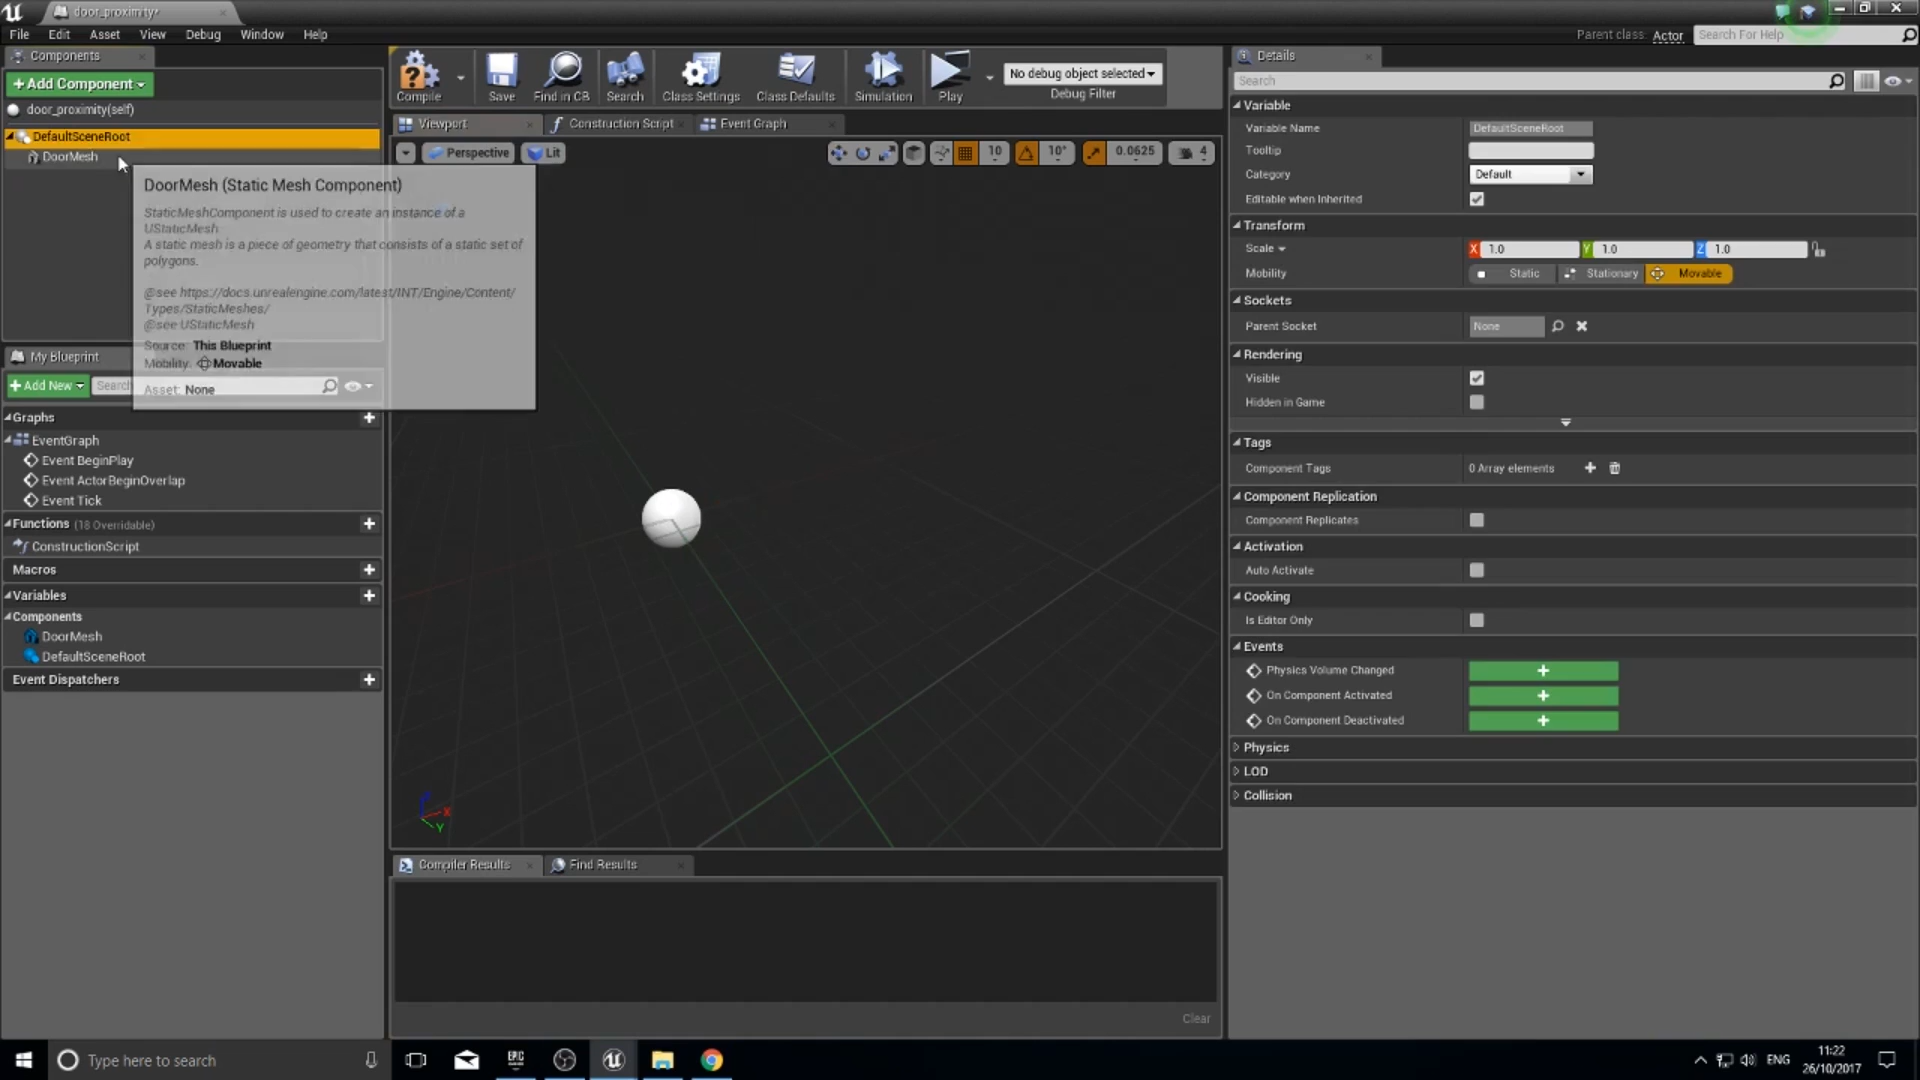 door_proximity*
File Edit Asset View Debug Window Help
Parent class: Actor Search For Help
Components
+Add Component
door_proximity(self)
DefaultSceneRoot
DoorMesh
DoorMesh (Static Mesh Component)
StaticMeshComponent is used to create an instance of a
UStaticMesh
A static mesh is a piece of geometry that consists of a static set of
polygons.
@see https://docs.unrealengine.com/latest/INT/Engine/Content/
Types/StaticMeshes/
@see UStaticMesh
Source: This Blueprint
Mobility: Movable
Asset: None
My Blueprint
+Add New Search
Graphs
EventGraph
Event BeginPlay
Event ActorBeginOverlap
Event Tick
Functions (18 Overridable)
ConstructionScript
Macros
Variables
Components
DoorMesh
DefaultSceneRoot
Event Dispatchers
Compile Save Find in CB Search Class Settings Class Defaults Simulation Play
No debug object selected
Debug Filter
Viewport Construction Script Event Graph
Perspective Lit 10 10° 0.0625 4
X
Y
Compiler Results Find Results
Clear
Details
Search
Variable
Variable Name DefaultSceneRoot
Tooltip
Category Default
Editable when Inherited
Transform
Scale X 1.0 Y 1.0 Z 1.0
Mobility Static Stationary Movable
Sockets
Parent Socket None
Rendering
Visible
Hidden in Game
Tags
Component Tags 0 Array elements
Component Replication
Component Replicates
Activation
Auto Activate
Cooking
Is Editor Only
Events
Physics Volume Changed
On Component Activated
On Component Deactivated
Physics
LOD
Collision
Type here to search
EPIC
ENG
11:22
26/10/2017